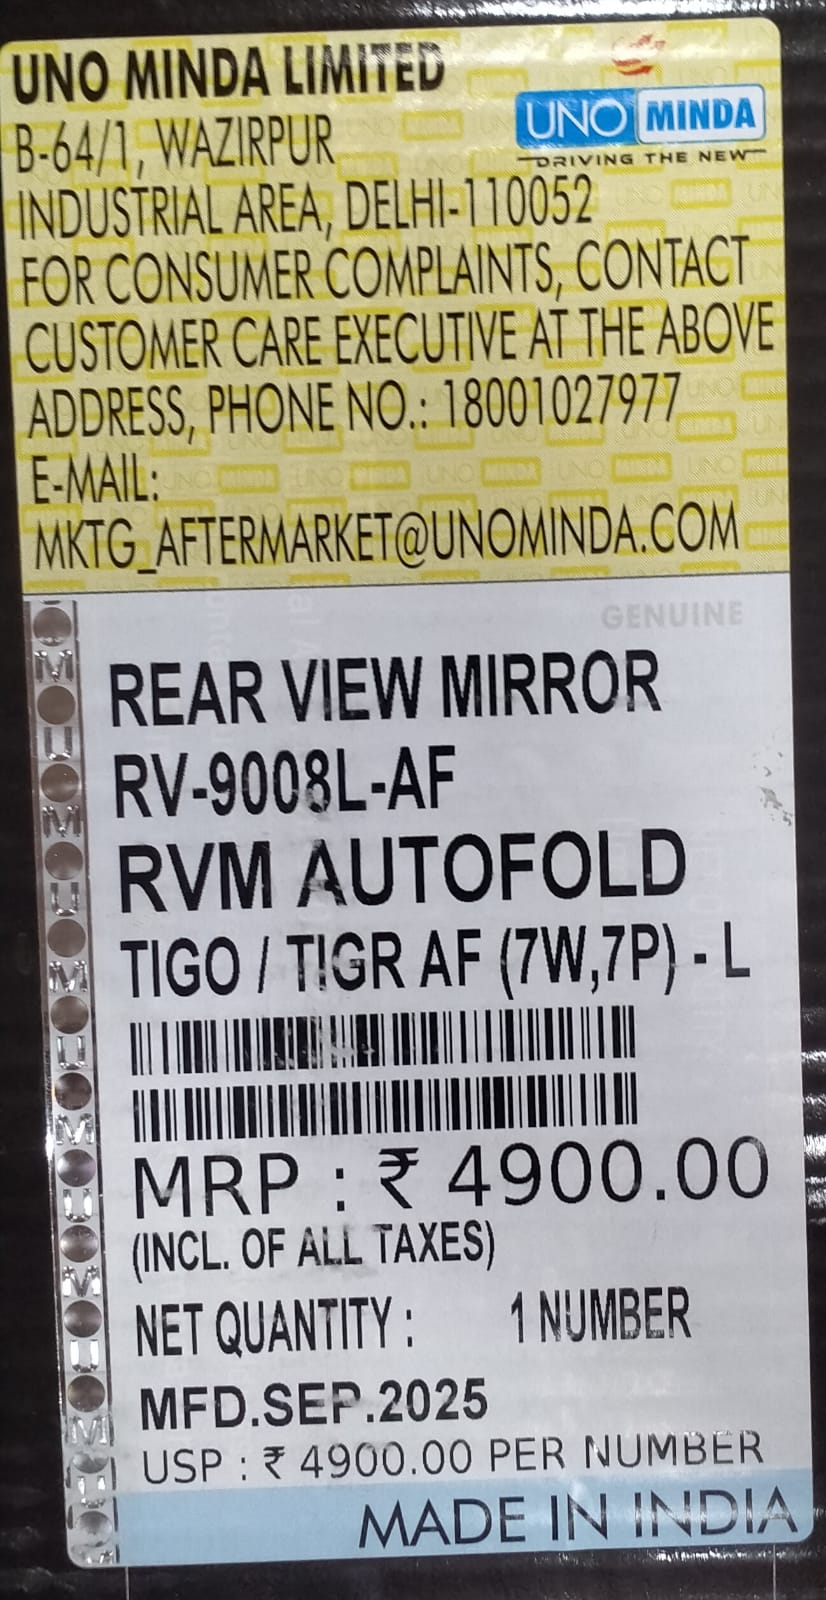 UNO MINDA LIMITED
UNO MINDA
DRIVING THE NEW
B-64/1, WAZIRPUR
INDUSTRIAL AREA, DELHI-110052
FOR CONSUMER COMPLAINTS, CONTACT
CUSTOMER CARE EXECUTIVE AT THE ABOVE
ADDRESS, PHONE NO.: 18001027977
E-MAIL:
MKTG_AFTERMARKET@UNOMINDA.COM
GENUINE
REAR VIEW MIRROR
RV-9008L-AF
RVM AUTOFOLD
TIGO / TIGR AF (7W,7P) - L
MRP : ₹ 4900.00
(INCL. OF ALL TAXES)
NET QUANTITY : 1 NUMBER
MFD.SEP.2025
USP : ₹ 4900.00 PER NUMBER
MADE IN INDIA